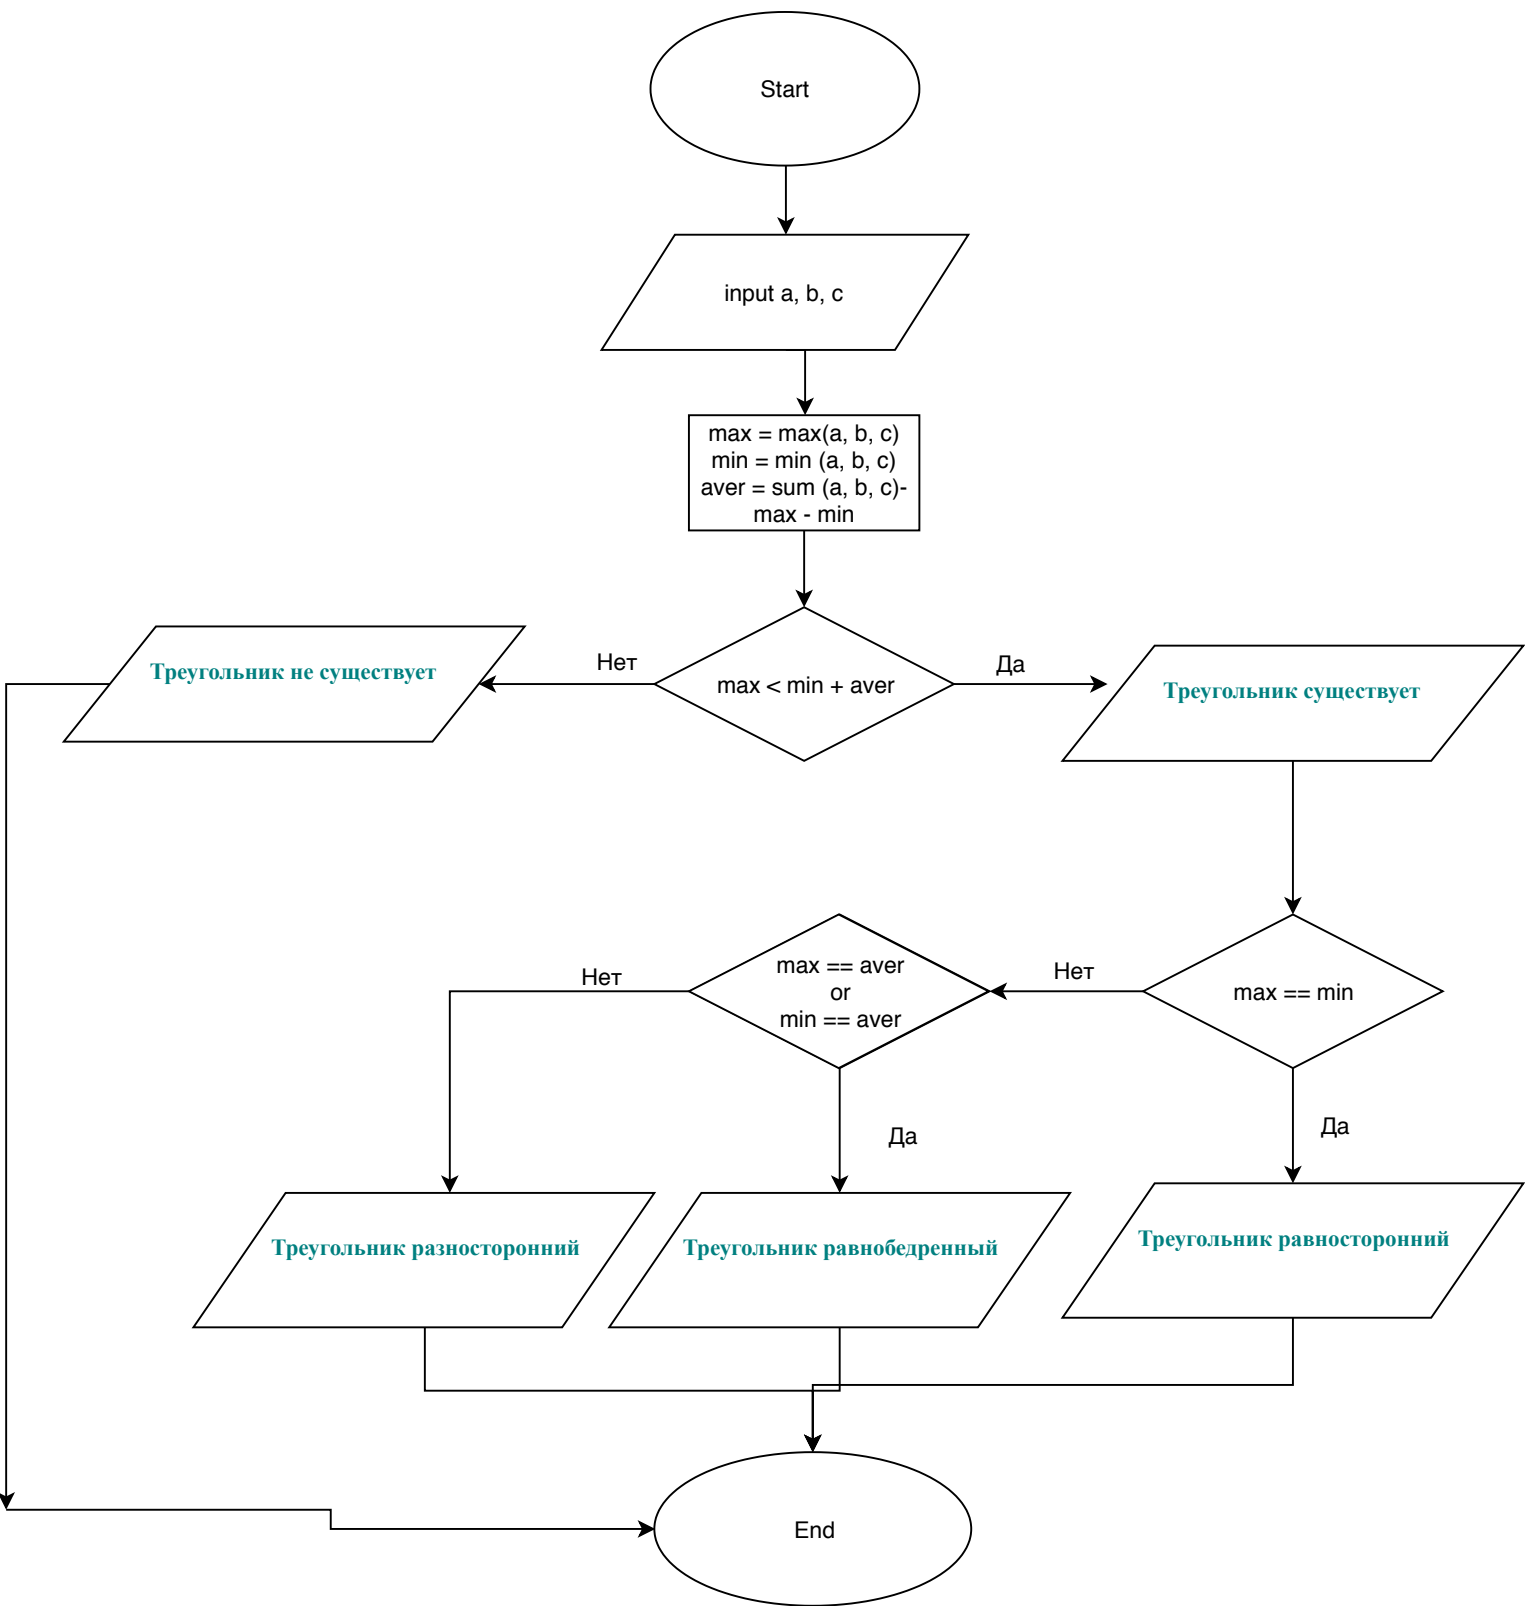 Start
input a, b, c
max = max(a, b, c)
min = min (a, b, c)
aver = sum (a, b, c)-
max - min
Треугольник не существует
Нет
max < min + aver
Да
Треугольник существует
Нет
max == aver
or
min == aver
Нет
max == min
Да
Да
Треугольник разносторонний
Треугольник равнобедренный
Треугольник равносторонний
End